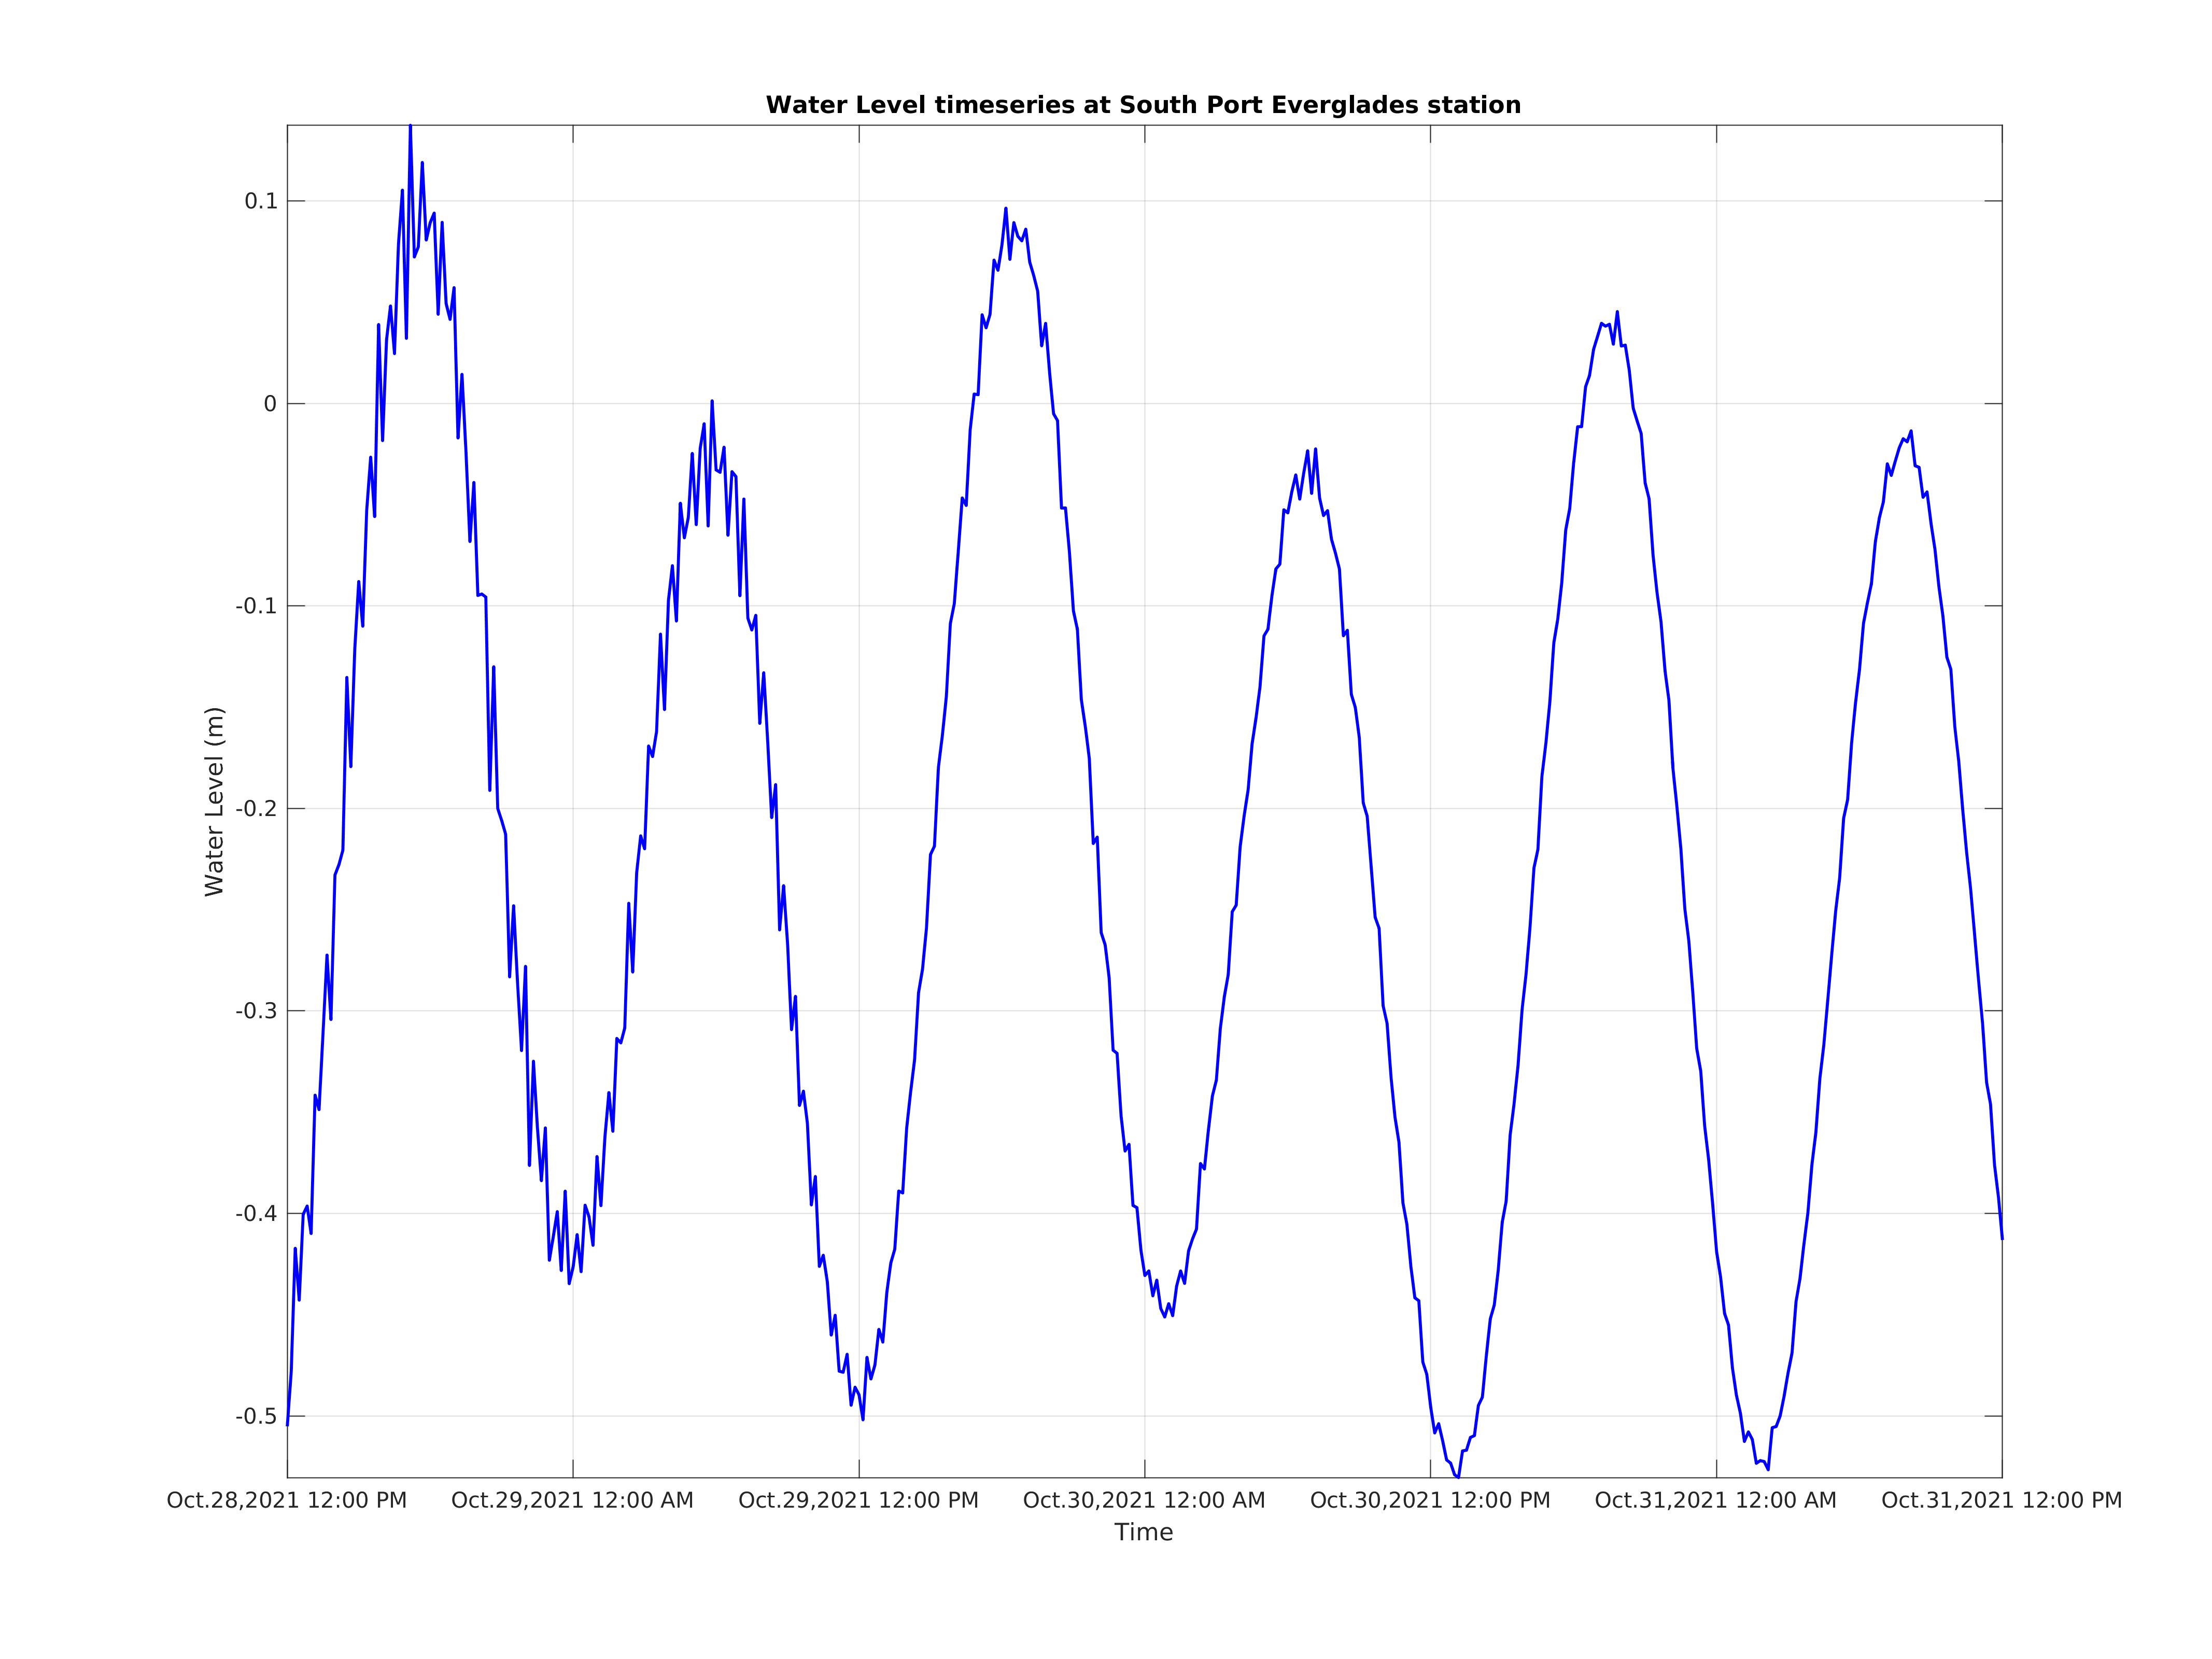 Water Level timeseries at South Port Everglades station
0.1
0
-0.1
-0.2
-0.3
-0.4
-0.5
Water Level (m)
Oct.28,2021 12:00 PM Oct.29,2021 12:00 AM Oct.29,2021 12:00 PM Oct.30,2021 12:00 AM Oct.30,2021 12:00 PM Oct.31,2021 12:00 AM Oct.31,2021 12:00 PM
Time